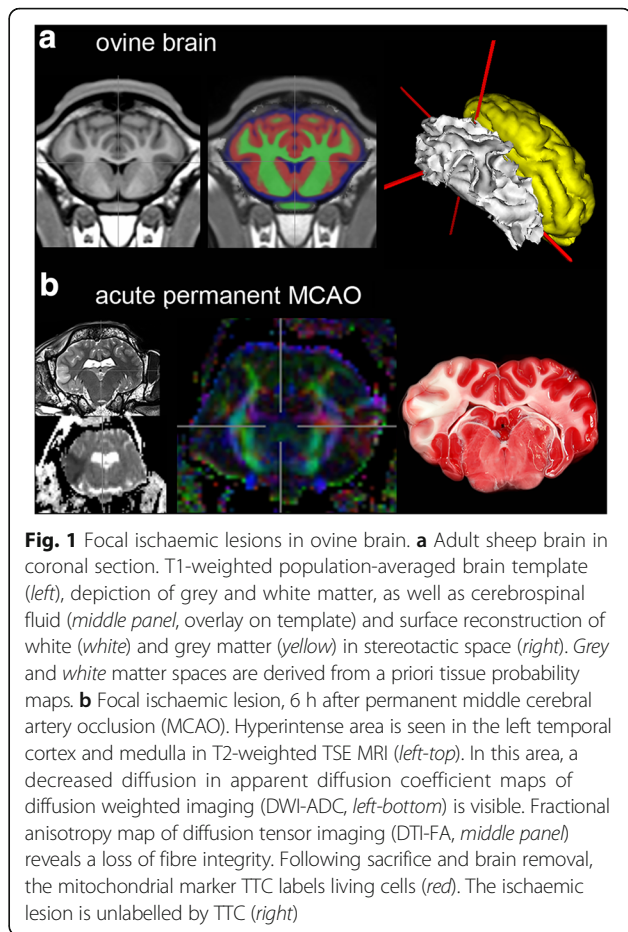 a ovine brain
b acute permanent MCAO
Fig. 1 Focal ischaemic lesions in ovine brain. a Adult sheep brain in
coronal section. T1-weighted population-averaged brain template
(left), depiction of grey and white matter, as well as cerebrospinal
fluid (middle panel, overlay on template) and surface reconstruction of
white (white) and grey matter (yellow) in stereotactic space (right). Grey
and white matter spaces are derived from a priori tissue probability
maps. b Focal ischaemic lesion, 6 h after permanent middle cerebral
artery occlusion (MCAO). Hyperintense area is seen in the left temporal
cortex and medulla in T2-weighted TSE MRI (left-top). In this area, a
decreased diffusion in apparent diffusion coefficient maps of
diffusion weighted imaging (DWI-ADC, left-bottom) is visible. Fractional
anisotropy map of diffusion tensor imaging (DTI-FA, middle panel)
reveals a loss of fibre integrity. Following sacrifice and brain removal,
the mitochondrial marker TTC labels living cells (red). The ischaemic
lesion is unlabelled by TTC (right)